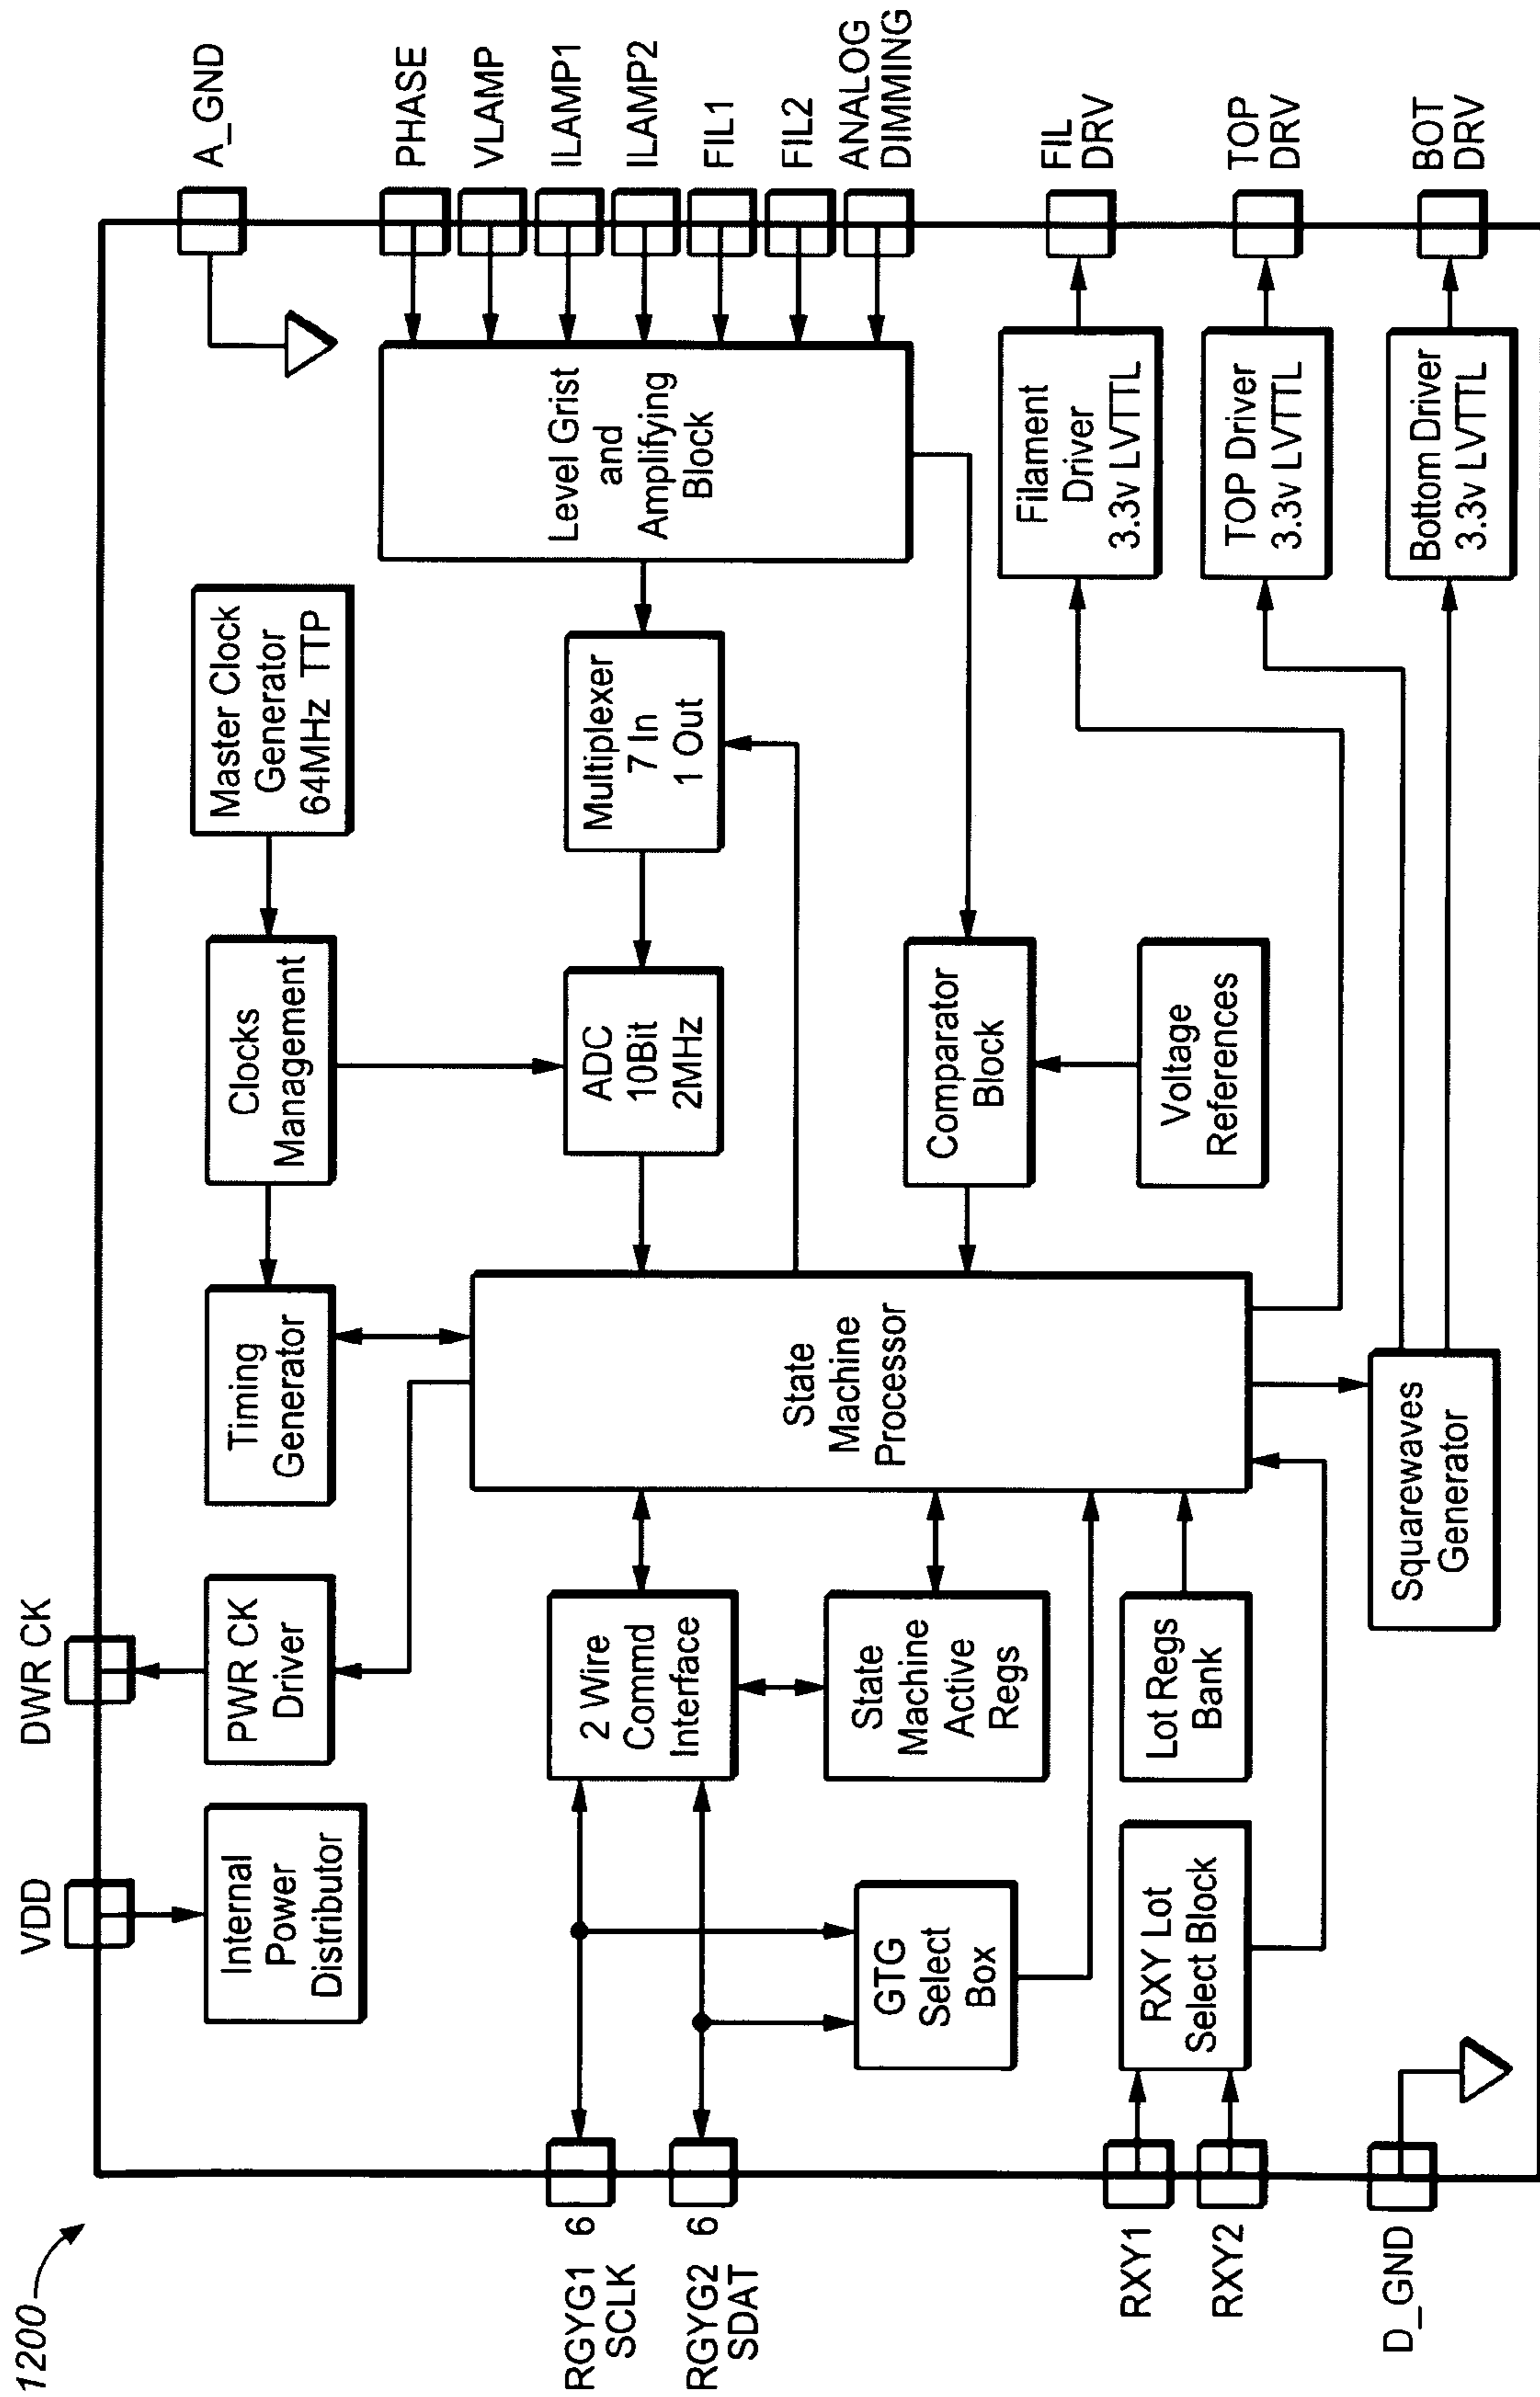 1200
VDD
DWR CK
A_GND
Internal
Power
Distributor
PWR CK
Driver
Timing
Generator
Clocks
Management
Master Clock
Generator
64MHz TTP
PHASE
VLAMP
ILAMP1
ILAMP2
FIL1
FIL2
ANALOG
DIMMING
RGYG1 6
SCLK
RGYG2 6
SDAT
2 Wire
Commd
Interface
ADC
10Bit
2MHz
Multiplexer
7 In
1 Out
Level Grist
and
Amplifying
Block
State
Machine
Processor
State
Machine
Active
Regs
GTG
Select
Box
Comparator
Block
Voltage
References
Filament
Driver
3.3v LVTTL
FIL
DRV
RXY1
RXY2
RXY Lot
Select Block
Lot Regs
Bank
TOP Driver
3.3v LVTTL
TOP
DRV
D_GND
Squarewaves
Generator
Bottom Driver
3.3v LVTTL
BOT
DRV